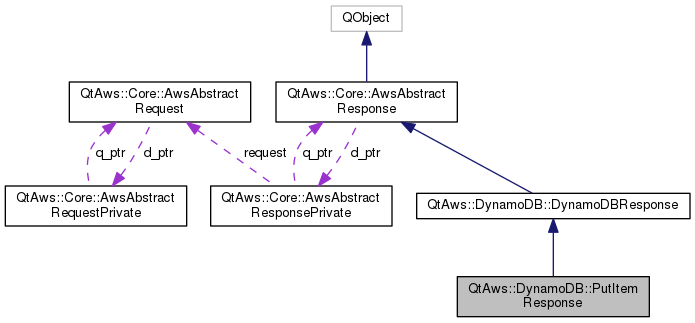 QObject
QtAws::Core::AwsAbstract
Request
QtAws::Core::AwsAbstract
Response
q_ptr
d_ptr
request
q_ptr
d_ptr
QtAws::Core::AwsAbstract
RequestPrivate
QtAws::Core::AwsAbstract
ResponsePrivate
QtAws::DynamoDB::DynamoDBResponse
QtAws::DynamoDB::PutItem
Response